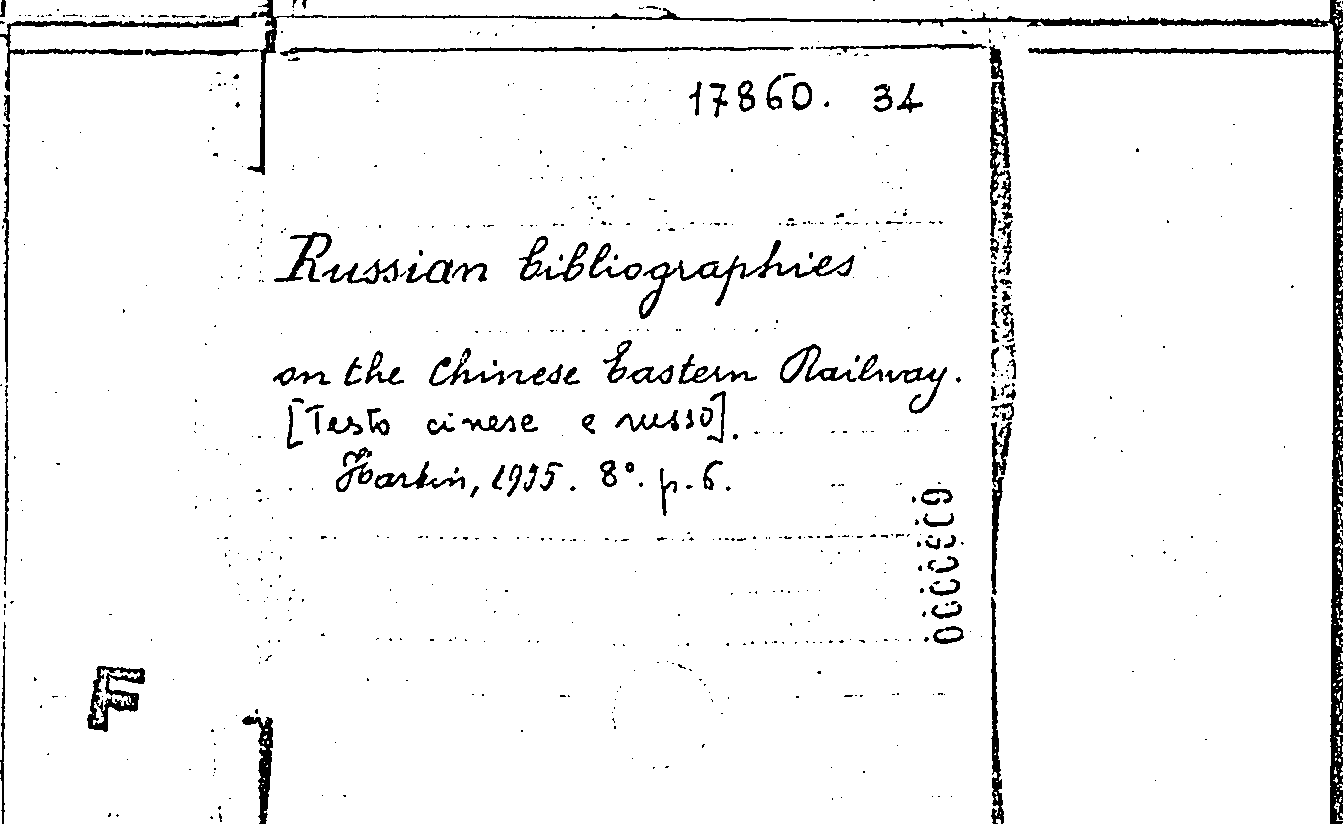 17860. 34
Russian bibliographies
on the Chinese Eastern Railway.
[Testo cinese e russo].
Harbin, 1935. 8°. p. 6.
F